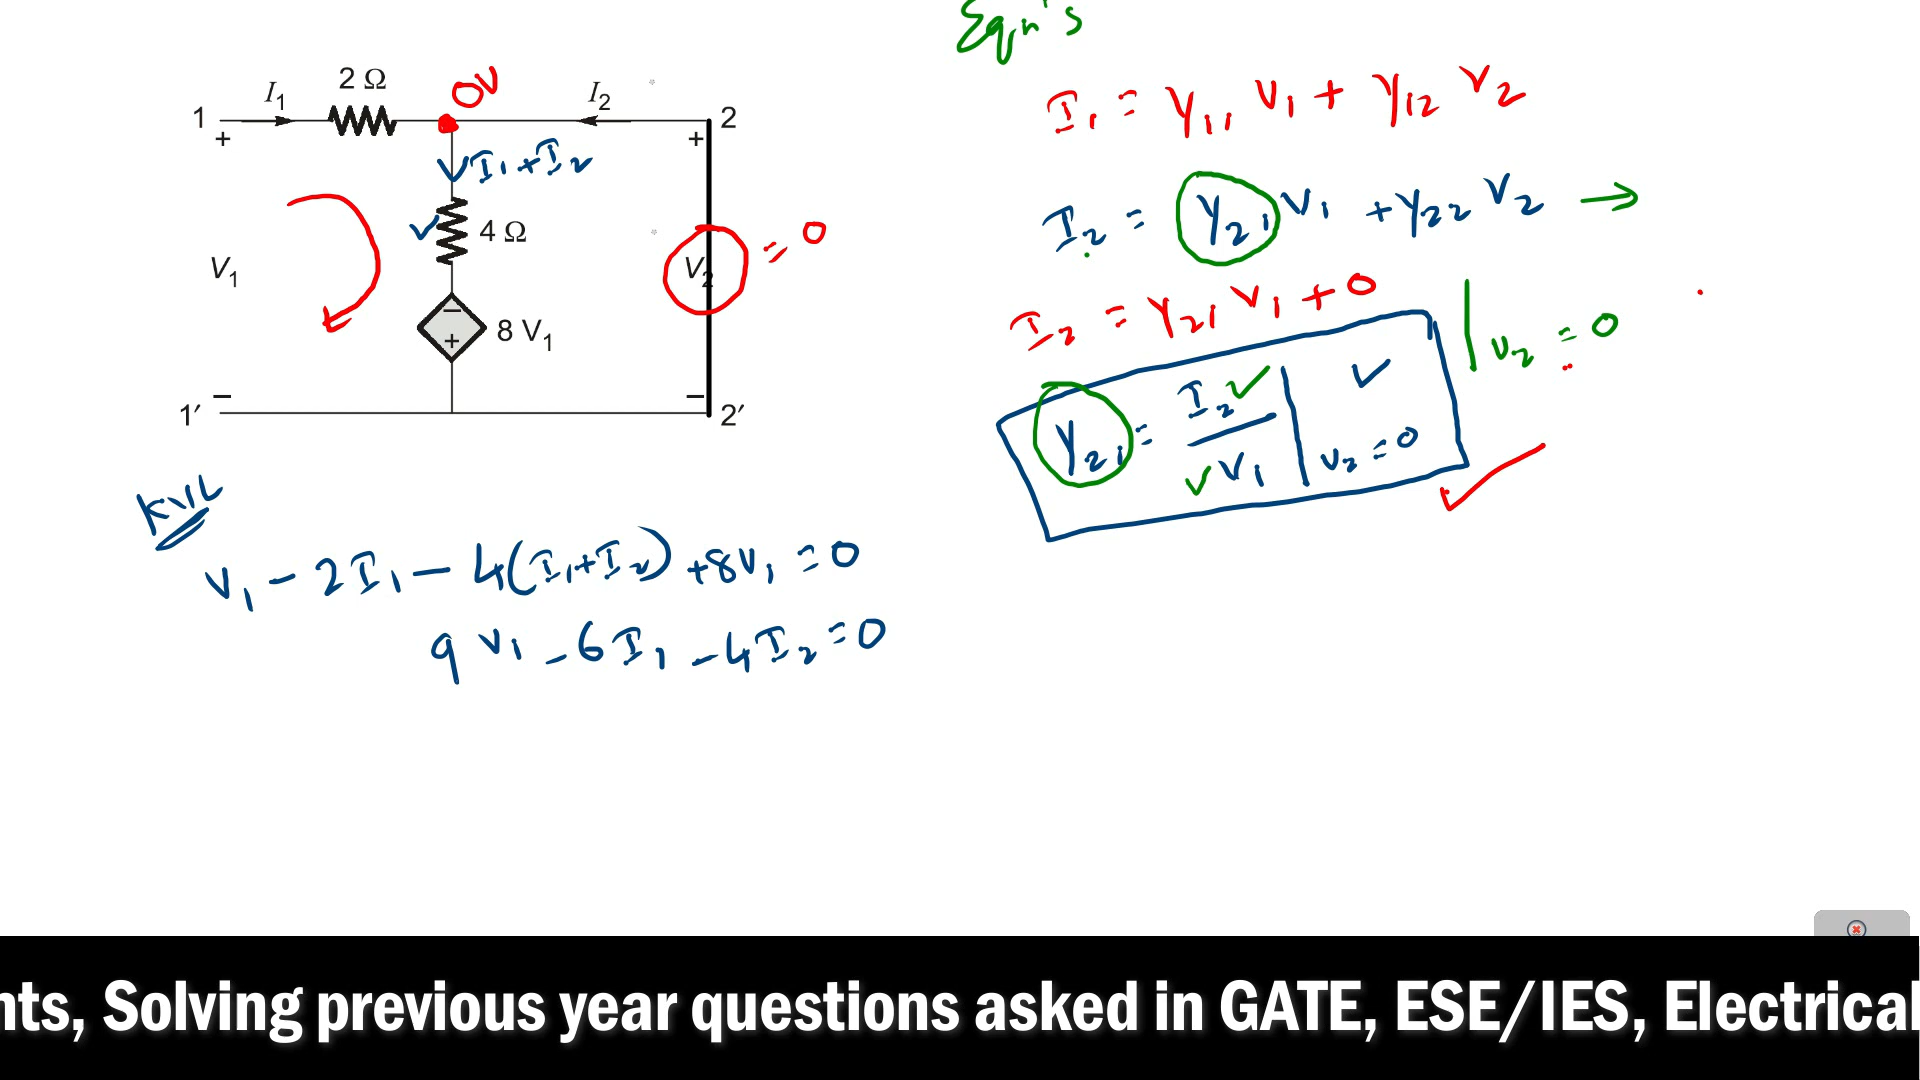 Eqn's
2 Ω
0V
1 I1 I2 2
+ +
I1 + I2
4 Ω
V1 V2 = 0
− + 8 V1
− −
1′ 2′
I1 = Y11 V1 + Y12 V2
I2 = Y21 V1 + Y22 V2 →
I2 = Y21 V1 + 0 | V2 = 0
Y21 = I2 / V1 | V2 = 0
KVL
V1 − 2I1 − 4(I1+I2) + 8V1 = 0
9 V1 − 6I1 − 4I2 = 0
nts, Solving previous year questions asked in GATE, ESE/IES, Electrical